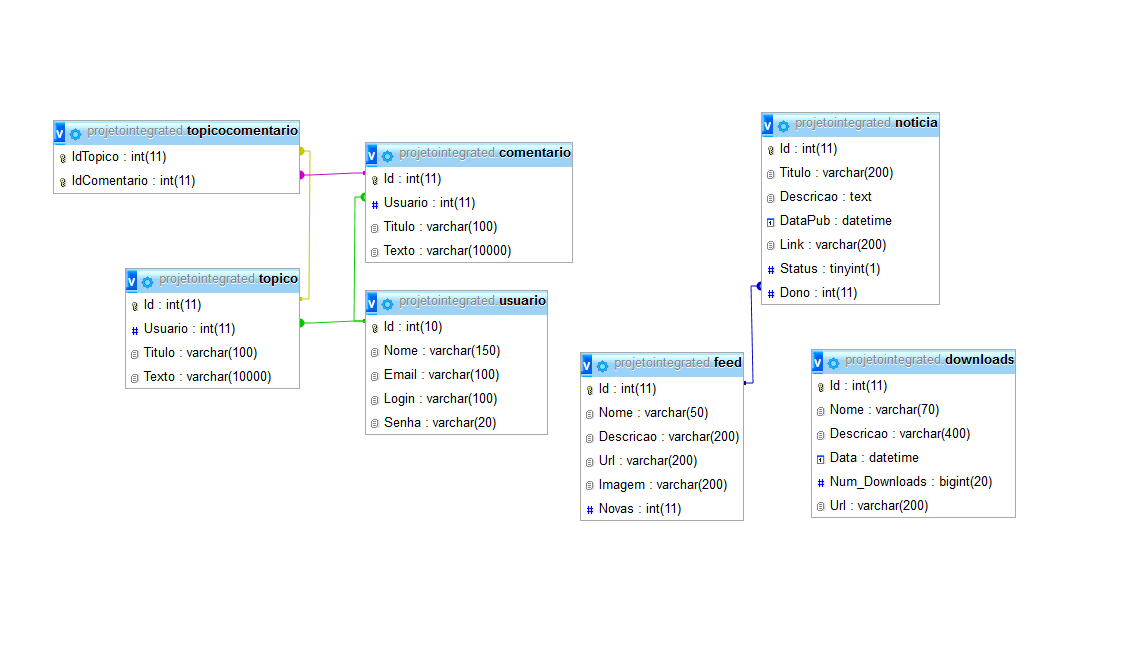 v projetointegrated.topicocomentario
IdTopico : int(11)
IdComentario : int(11)
v projetointegrated.comentario
Id : int(11)
# Usuario : int(11)
Titulo : varchar(100)
Texto : varchar(10000)
v projetointegrated.noticia
Id : int(11)
Titulo : varchar(200)
Descricao : text
DataPub : datetime
Link : varchar(200)
# Status : tinyint(1)
# Dono : int(11)
v projetointegrated.topico
Id : int(11)
# Usuario : int(11)
Titulo : varchar(100)
Texto : varchar(10000)
v projetointegrated.usuario
Id : int(10)
Nome : varchar(150)
Email : varchar(100)
Login : varchar(100)
Senha : varchar(20)
v projetointegrated.feed
Id : int(11)
Nome : varchar(50)
Descricao : varchar(200)
Url : varchar(200)
Imagem : varchar(200)
# Novas : int(11)
v projetointegrated.downloads
Id : int(11)
Nome : varchar(70)
Descricao : varchar(400)
Data : datetime
# Num_Downloads : bigint(20)
Url : varchar(200)